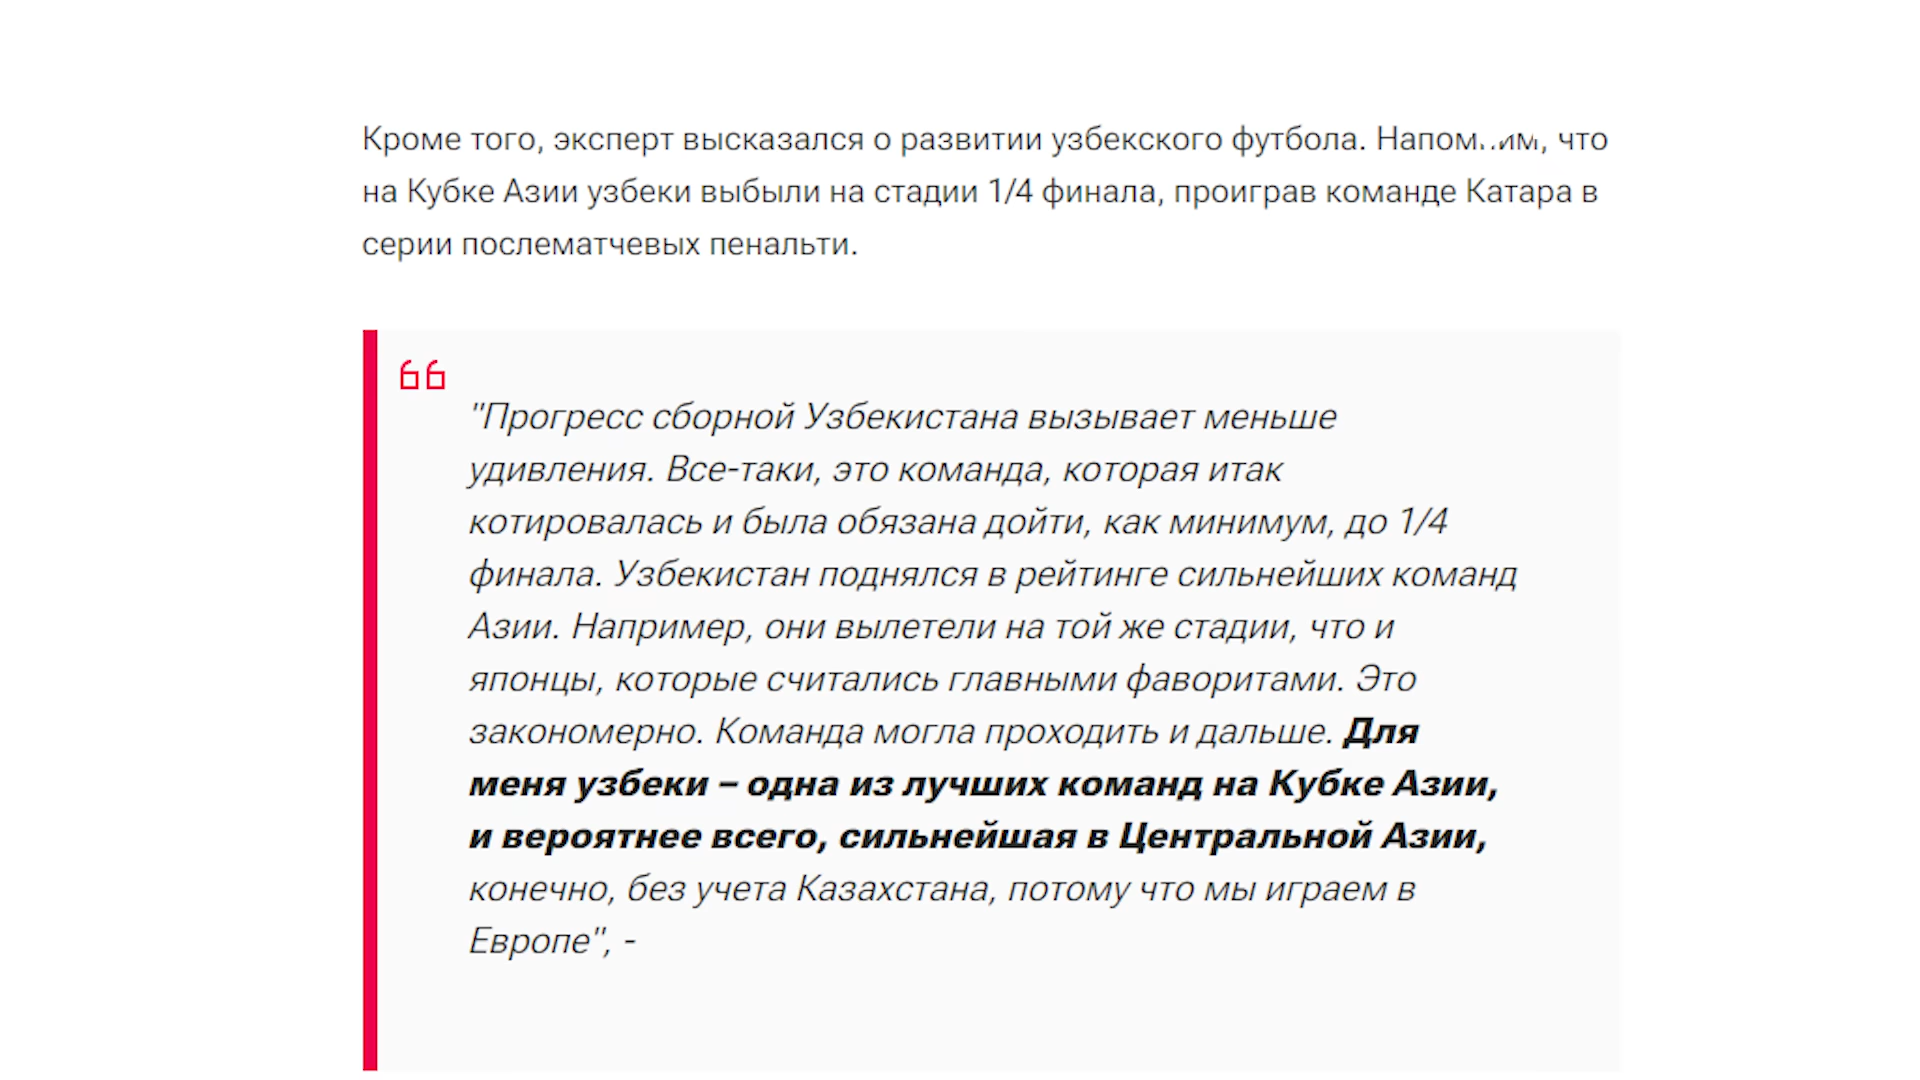 Кроме того, эксперт высказался о развитии узбекского футбола. что
на Кубке Азии узбеки выбыли на стадии 1/4 финала, проиграв команде Катара в
серии послематчевых пенальти.
"Прогресс сборной Узбекистана вызывает меньше
удивления. Все-таки, это команда, которая итак
котировалась и была обязана дойти, как минимум, до 1/4
финала. Узбекистан поднялся в рейтинге сильнейших команд
Азии. Например, они вылетели на той же стадии, что и
японцы, которые считались главными фаворитами. Это
закономерно. Команда могла проходить и дальше. Для
меня узбеки – одна из лучших команд на Кубке Азии,
и вероятнее всего, сильнейшая в Центральной Азии,
конечно, без учета Казахстана, потому что мы играем в
Европе", -